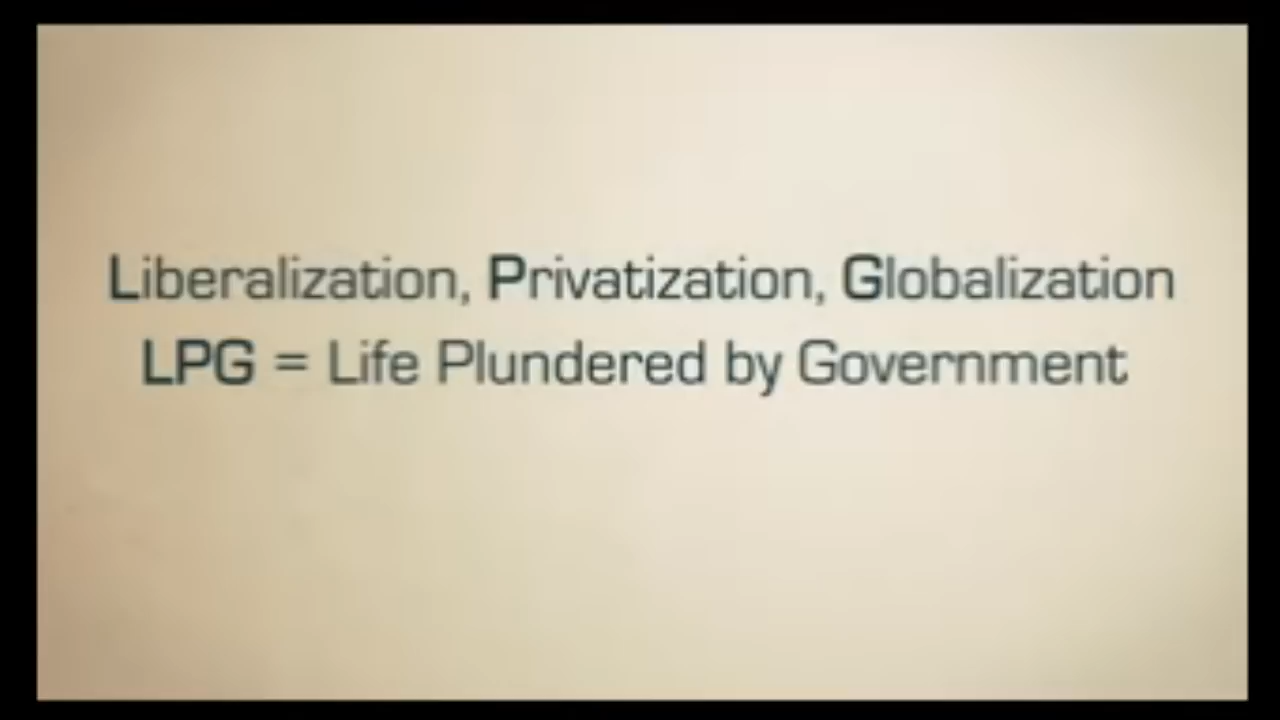 Liberalization, Privatization, Globalization
LPG = Life Plundered by Government